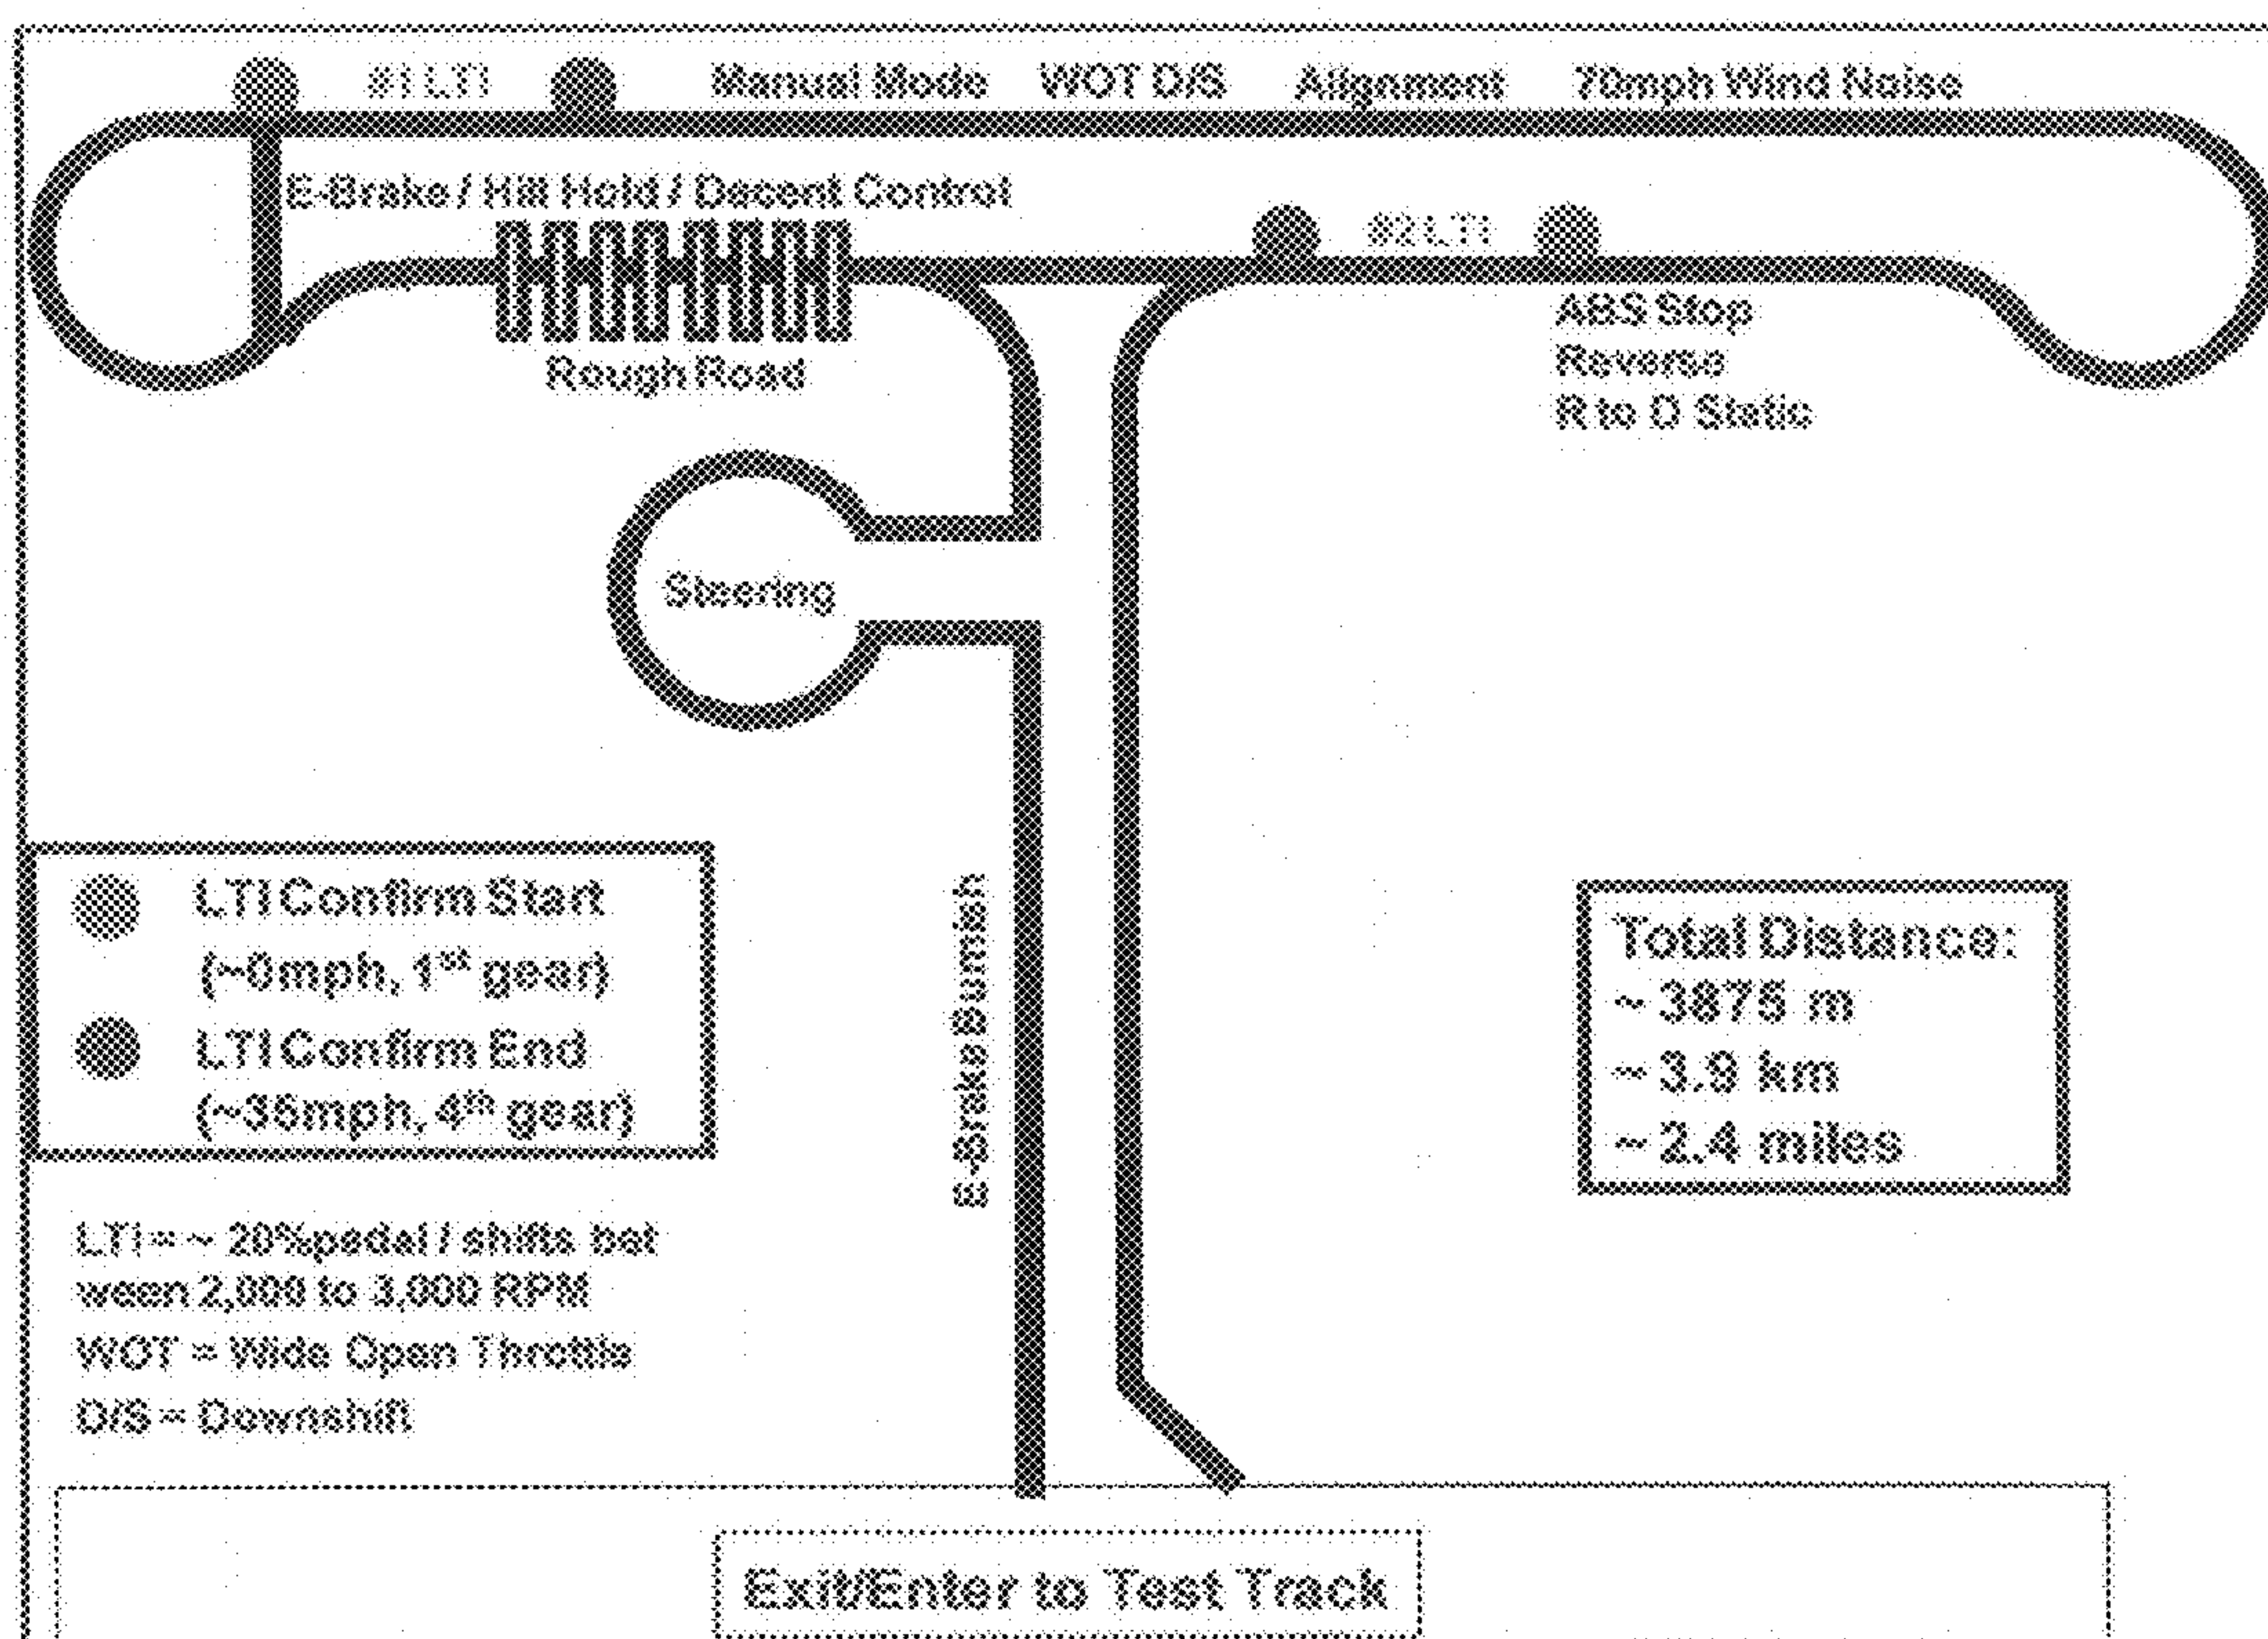 #1 LTI Manual Mode WOT D/S Alignment 70mph Wind Noise
E-Brake / Hill Hold / Decent Control
#2 LTI
Rough Road
ABS Stop
Reverse
R to D Static
Steering
E-Brake Burnish
LTI Confirm Start
(~0mph, 1st gear)
LTI Confirm End
(~35mph, 4th gear)
Total Distance:
~ 3875 m
~ 3.9 km
~ 2.4 miles
LTI = ~ 20%pedal / shifts bet
ween 2,000 to 3,000 RPM
WOT = Wide Open Throttle
D/S = Downshift
Exit/Enter to Test Track